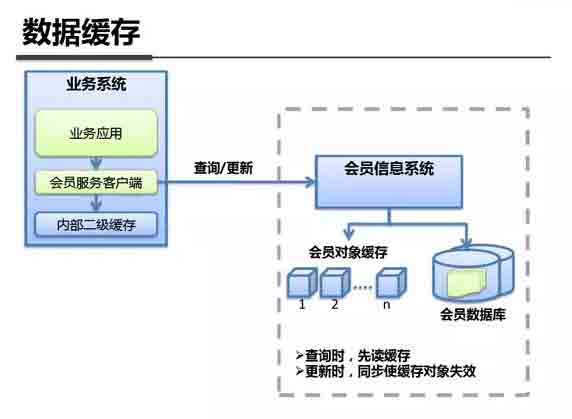 数据缓存
业务系统
业务应用
会员服务客户端
内部二级缓存
查询/更新
会员信息系统
会员对象缓存
1 2 .... n
会员数据库
➢查询时，先读缓存
➢更新时，同步使缓存对象失效